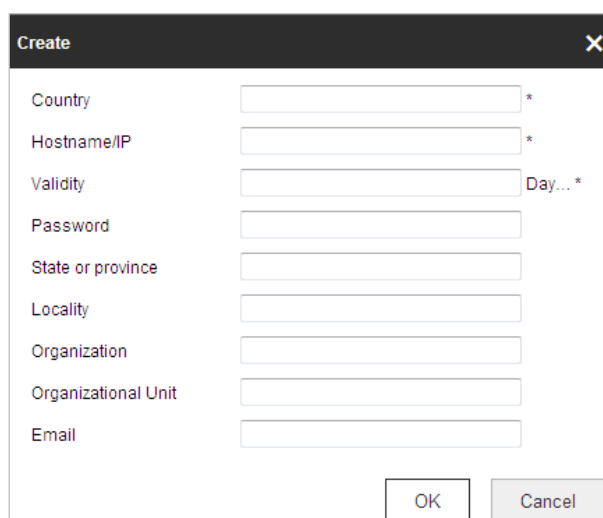 Create
Country *
Hostname/IP *
Validity Day... *
Password
State or province
Locality
Organization
Organizational Unit
Email
OK Cancel